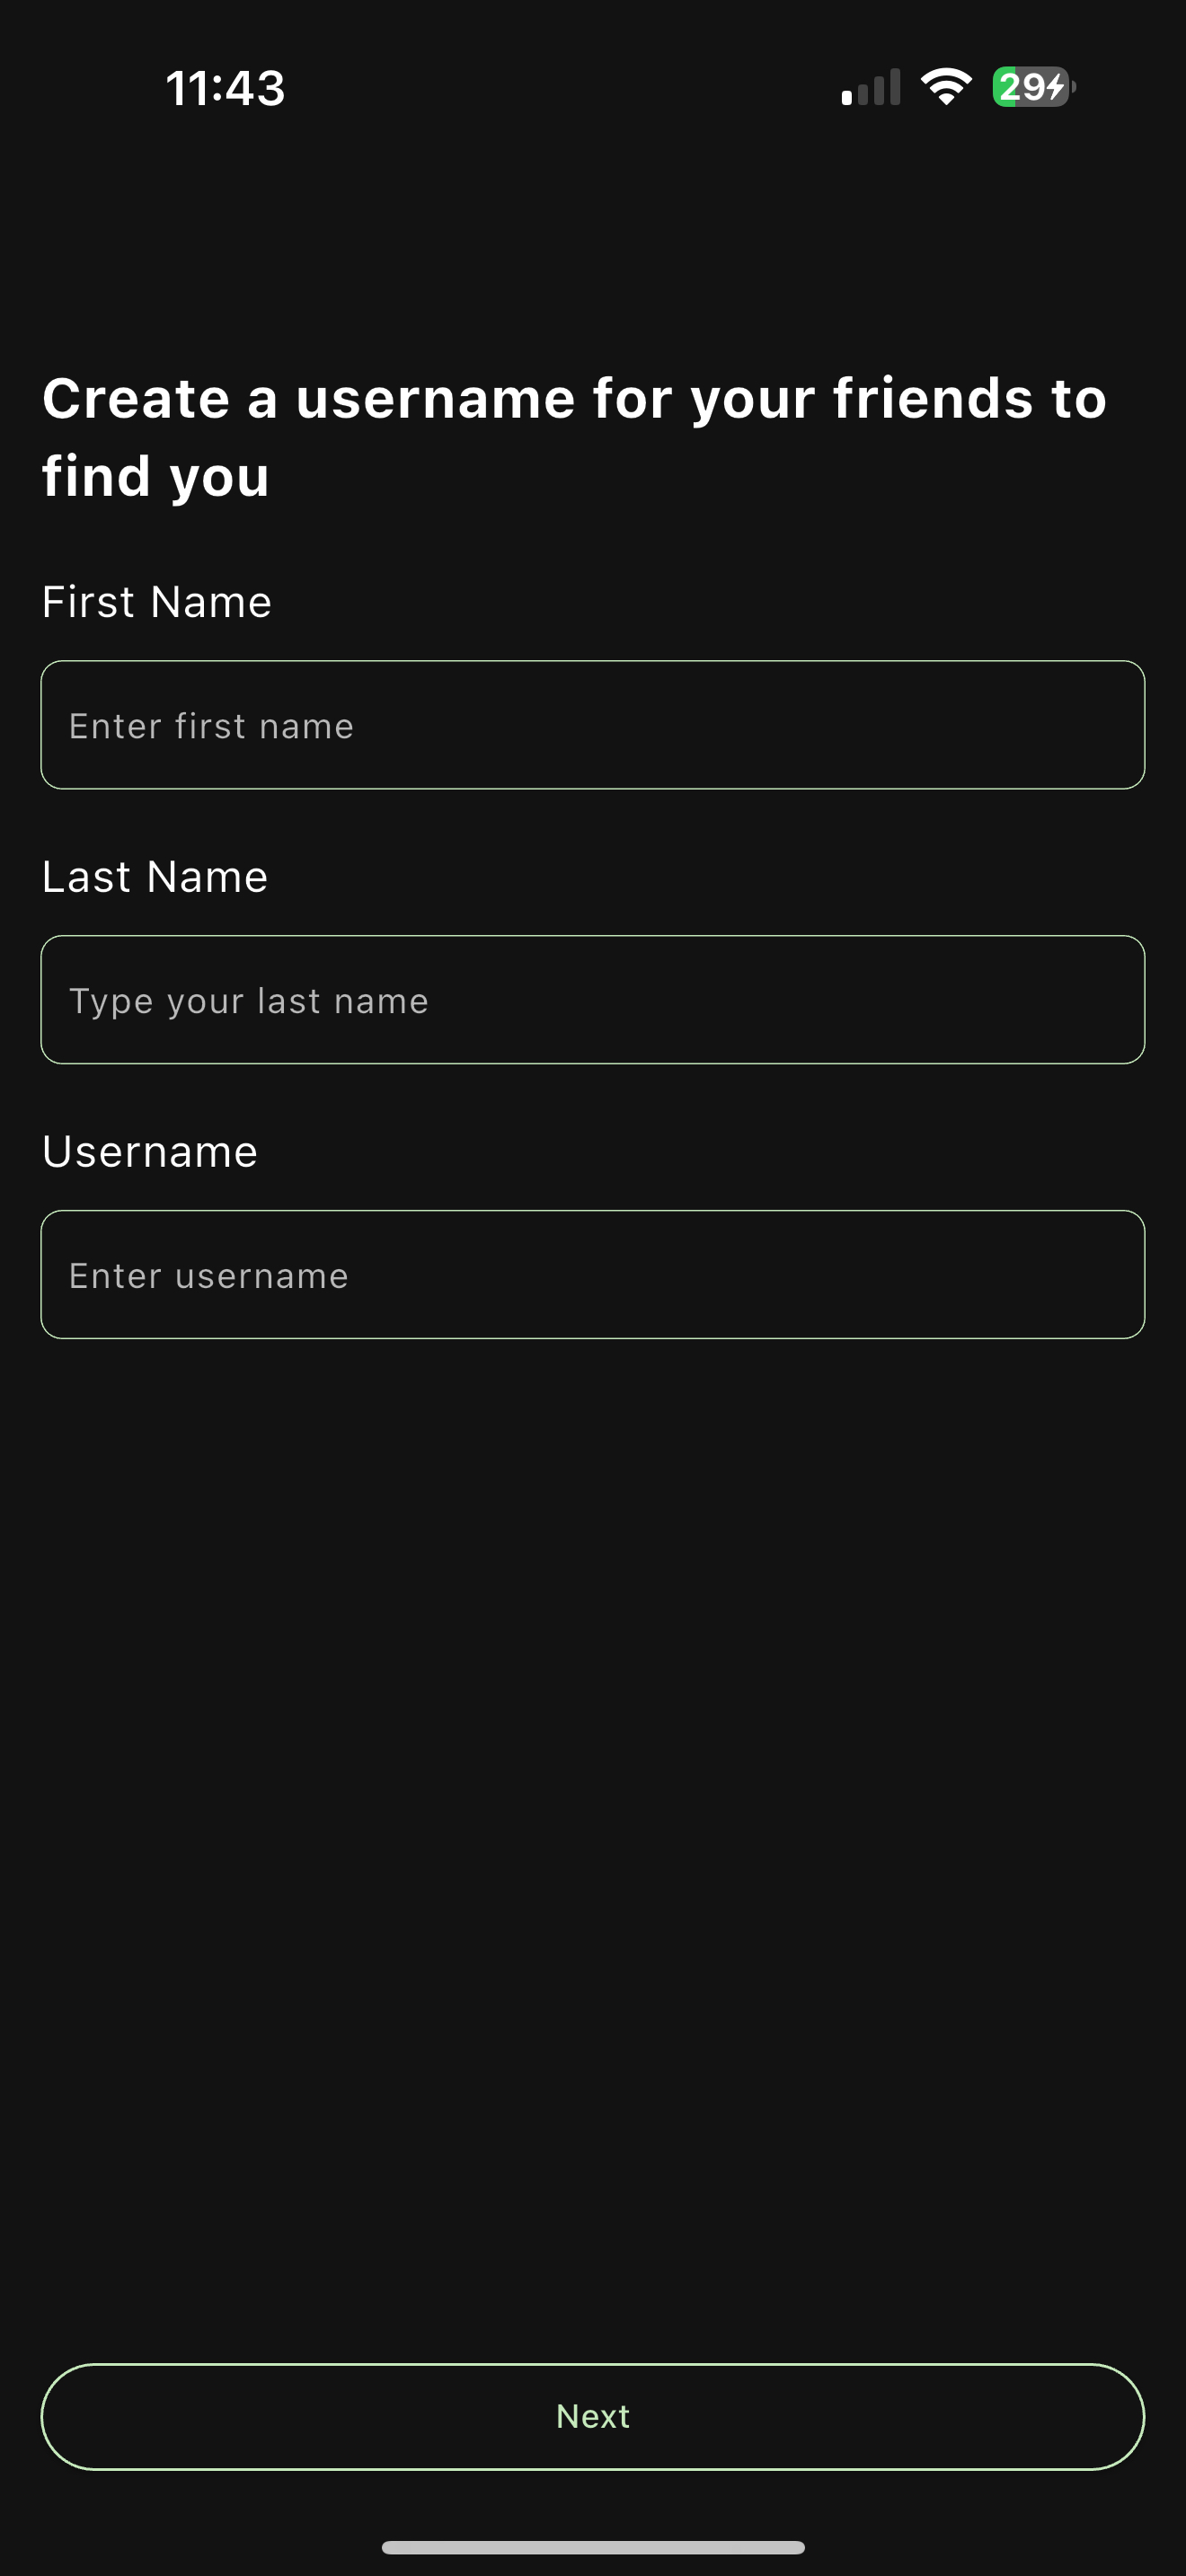 11:43
29
Create a username for your friends to
find you
First Name
Enter first name
Last Name
Type your last name
Username
Enter username
Next